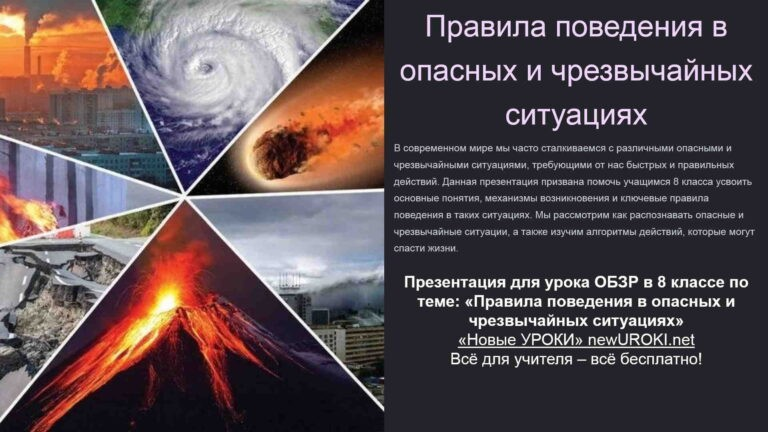 Правила поведения в
опасных и чрезвычайных
ситуациях
В современном мире мы часто сталкиваемся с различными опасными и
чрезвычайными ситуациями, требующими от нас быстрых и правильных
действий. Данная презентация призвана помочь учащимся 8 класса усвоить
основные понятия, механизмы возникновения и ключевые правила
поведения в таких ситуациях. Мы рассмотрим как распознавать опасные и
чрезвычайные ситуации, а также изучим алгоритмы действий, которые могут
спасти жизни.
Презентация для урока ОБЗР в 8 классе по
теме: «Правила поведения в опасных и
чрезвычайных ситуациях»
«Новые УРОКИ» newUROKI.net
Всё для учителя – всё бесплатно!